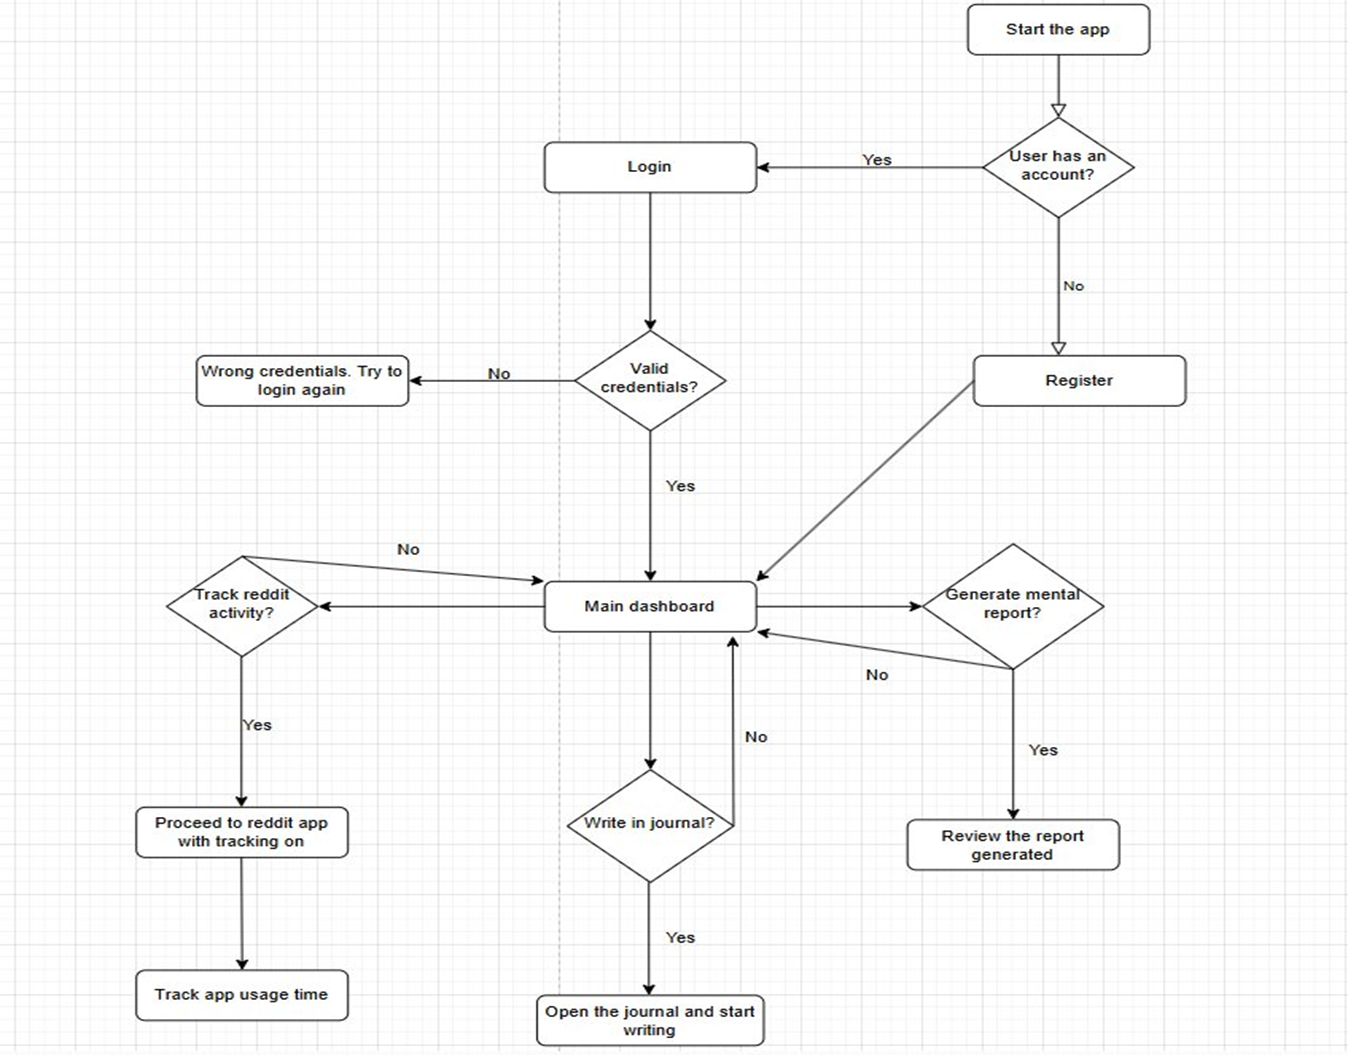 Start the app
User has an
account?
Yes
Login
No
Valid
credentials?
No
Wrong credentials. Try to
login again
Register
Yes
No
Track reddit
activity?
Main dashboard
Generate mental
report?
No
Yes
No
Yes
Proceed to reddit app
with tracking on
Write in journal?
Review the report
generated
Yes
Track app usage time
Open the journal and start
writing